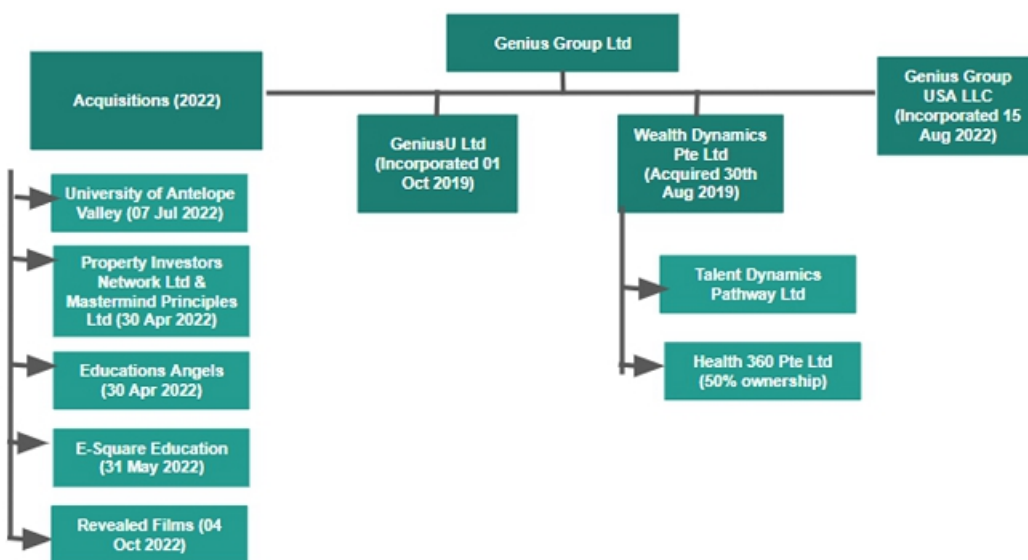 Genius Group Ltd
Acquisitions (2022)
GeniusU Ltd
(Incorporated 01
Oct 2019)
Wealth Dynamics
Pte Ltd
(Acquired 30th
Aug 2019)
Genius Group
USA LLC
(Incorporated 15
Aug 2022)
University of Antelope
Valley (07 Jul 2022)
Property Investors
Network Ltd &
Mastermind Principles
Ltd (30 Apr 2022)
Educations Angels
(30 Apr 2022)
E-Square Education
(31 May 2022)
Revealed Films (04
Oct 2022)
Talent Dynamics
Pathway Ltd
Health 360 Pte Ltd
(50% ownership)